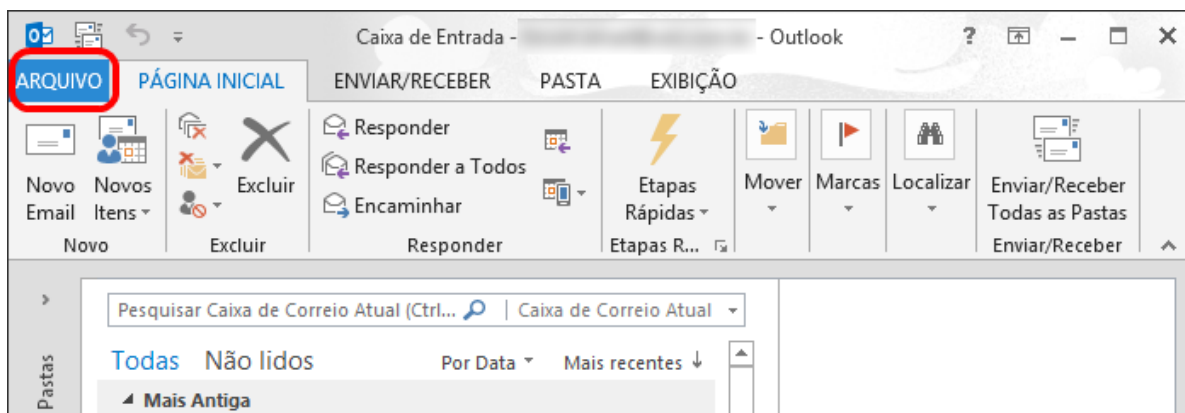 Caixa de Entrada - - Outlook
ARQUIVO PÁGINA INICIAL ENVIAR/RECEBER PASTA EXIBIÇÃO
Novo Email
Novos Itens
Excluir
Responder
Responder a Todos
Encaminhar
Etapas Rápidas
Mover
Marcas
Localizar
Enviar/Receber
Todas as Pastas
Novo Excluir Responder Etapas R... Enviar/Receber
Pesquisar Caixa de Correio Atual (Ctrl... Caixa de Correio Atual
Todas Não lidos Por Data Mais recentes
Mais Antiga
Pastas